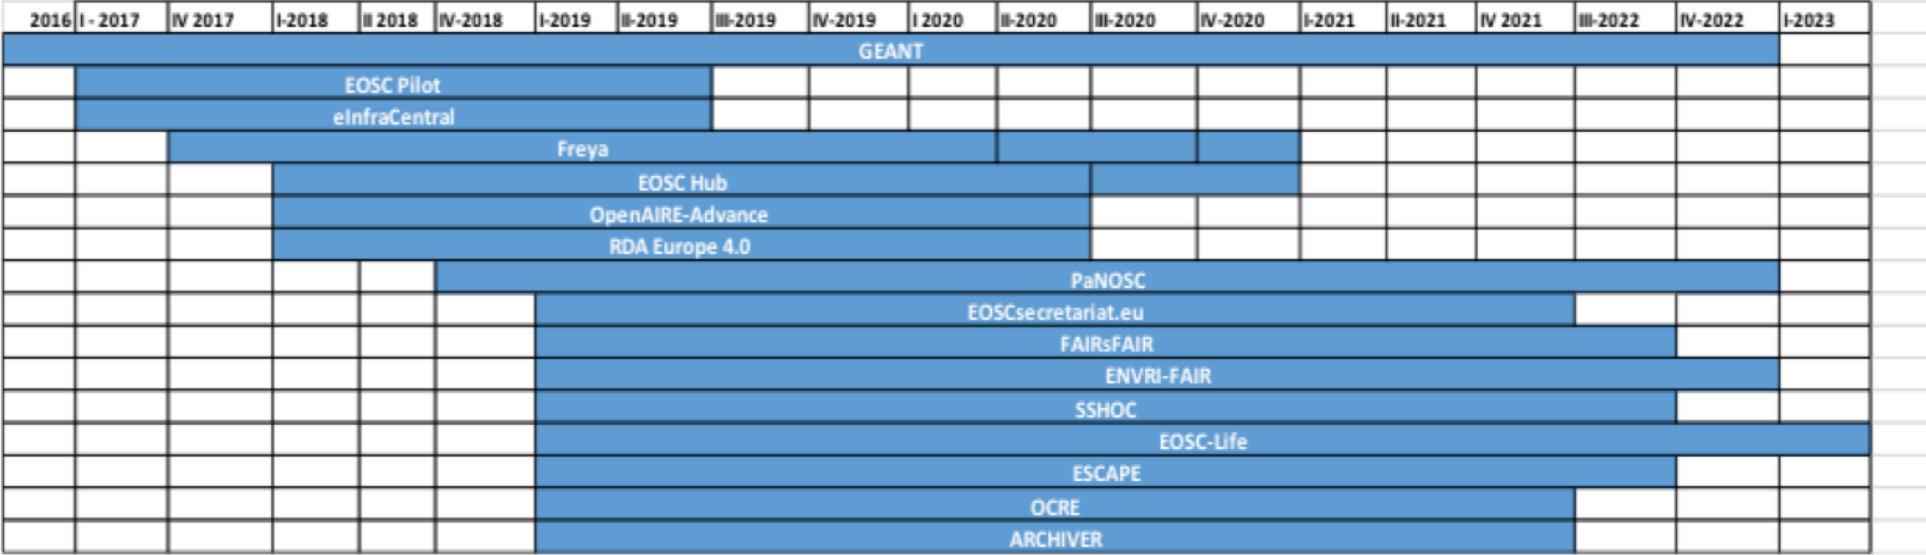 2016 I - 2017 IV 2017 I-2018 II 2018 IV-2018 I-2019 II-2019 III-2019 IV-2019 I 2020 II-2020 III-2020 IV-2020 I-2021 II-2021 IV 2021 III-2022 IV-2022 I-2023
GEANT
EOSC Pilot
eInfraCentral
Freya
EOSC Hub
OpenAIRE-Advance
RDA Europe 4.0
PaNOSC
EOSCsecretariat.eu
FAIRsFAIR
ENVRI-FAIR
SSHOC
EOSC-Life
ESCAPE
OCRE
ARCHIVER